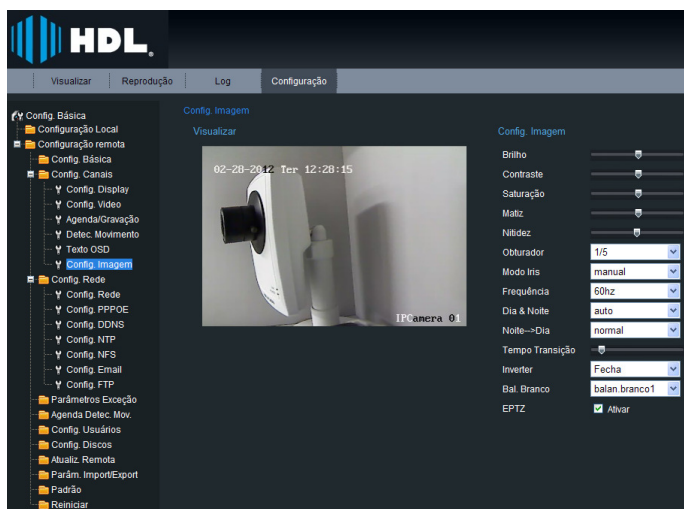 HDL
Visualizar Reprodução Log Configuração
Config. Básica
Configuração Local
Configuração remota
Config. Básica
Config. Canais
Config. Display
Config. Video
Agenda/Gravação
Detec. Movimento
Texto OSD
Config. Imagem
Config. Rede
Config. Rede
Config. PPPOE
Config. DDNS
Config. NTP
Config. NFS
Config. Email
Config. FTP
Parâmetros Exceção
Agenda Detec. Mov.
Config. Usuários
Config. Discos
Atualiz. Remota
Parâm. Import/Export
Padrão
Reiniciar
Config. Imagem
Visualizar
02-28-2012 Ter 12:28:15
IPCamera 01
Config. Imagem
Brilho
Contraste
Saturação
Matiz
Nitidez
Obturador 1/5
Modo Iris manual
Frequência 60hz
Dia & Noite auto
Noite-->Dia normal
Tempo Transição
Inverter Fecha
Bal. Branco balan.branco1
EPTZ Ativar